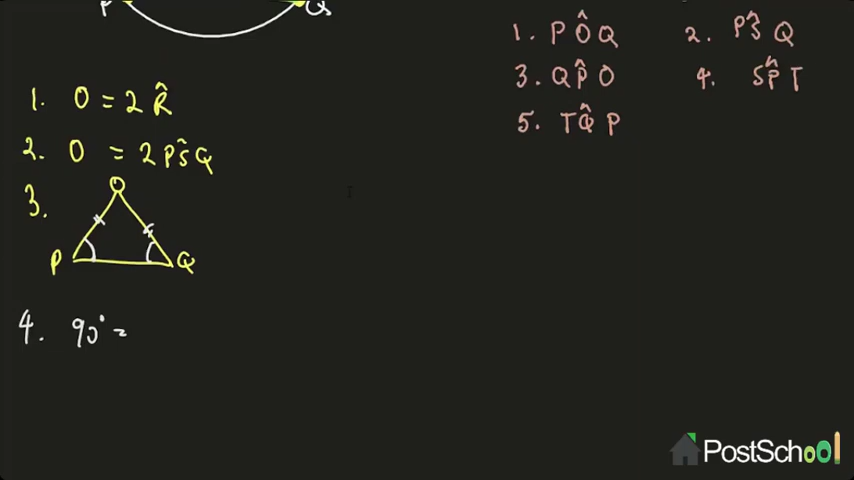 P Q
1. PÔQ 2. PŜQ
3. QP̂O 4. SP̂T
5. TQ̂P
1. O = 2R̂
2. O = 2PŜQ
3.
O
P Q
4. 90° =
PostSchool